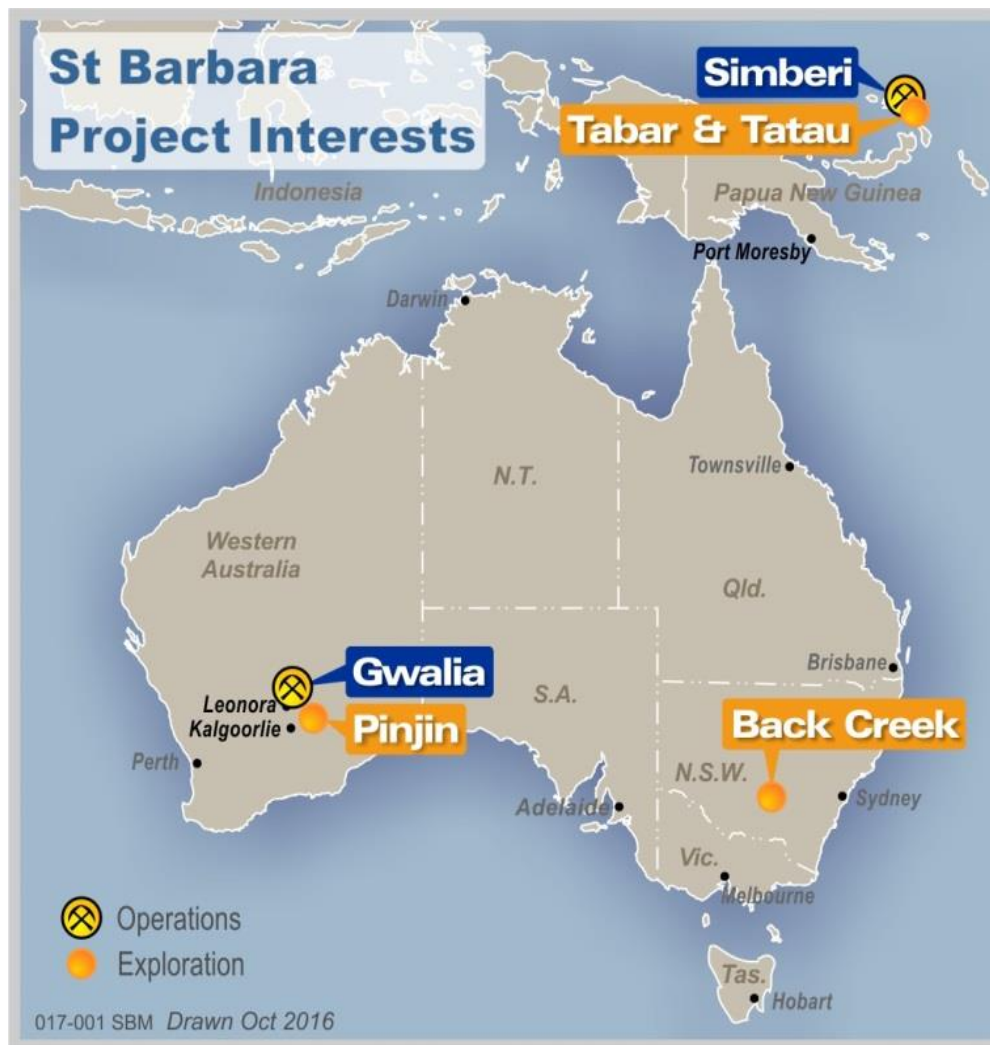 St Barbara
Project Interests
Simberi
Tabar & Tatau
Indonesia
Papua New Guinea
Port Moresby
Darwin
Townsville
N.T.
Western
Australia
Qld.
Brisbane
Gwalia
Leonora
Kalgoorlie
Pinjin
S.A.
Back Creek
N.S.W.
Perth
Adelaide
Sydney
Vic.
Melbourne
Operations
Exploration
Tas.
Hobart
017-001 SBM Drawn Oct 2016